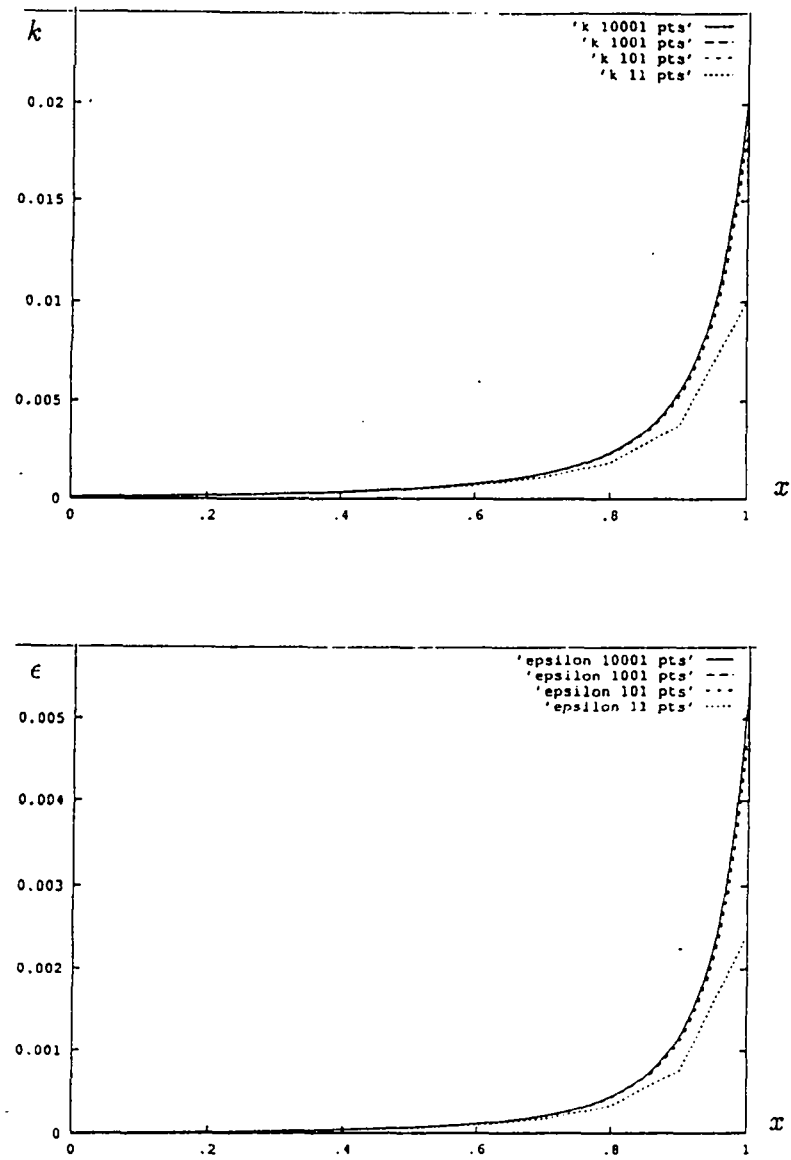 k
'k 10001 pts'
'k 1001 pts'
'k 101 pts'
'k 11 pts'
0.02
0.015
0.01
0.005
0
0 .2 .4 .6 .8 1
x
ϵ
'epsilon 10001 pts'
'epsilon 1001 pts'
'epsilon 101 pts'
'epsilon 11 pts'
0.005
0.004
0.003
0.002
0.001
0
0 .2 .4 .6 .8 1
x